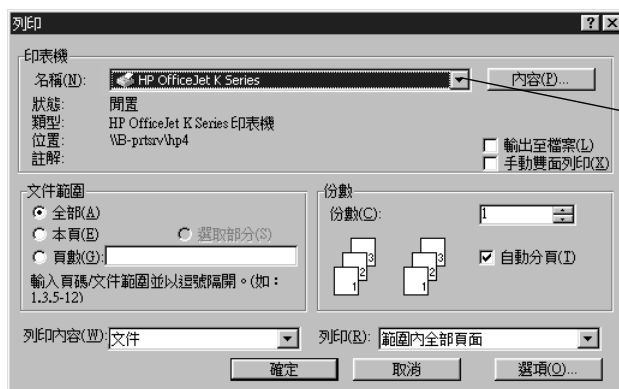 列印
印表機
名稱(N): HP OfficeJet K Series 內容(P)...
狀態: 閒置
類型: HP OfficeJet K Series 印表機
位置: \\B-prtsrv\hp4
註解:
輸出至檔案(L)
手動雙面列印(X)
文件範圍
全部(A)
本頁(E) 選取部分(S)
頁數(G):
輸入頁碼/文件範圍並以逗號隔開。(如：
1.3.5-12)
份數
份數(C): 1
1 2 3 1 2 3
自動分頁(T)
列印內容(W): 文件 列印(R): 範圍內全部頁面
確定 取消 選項(O)...